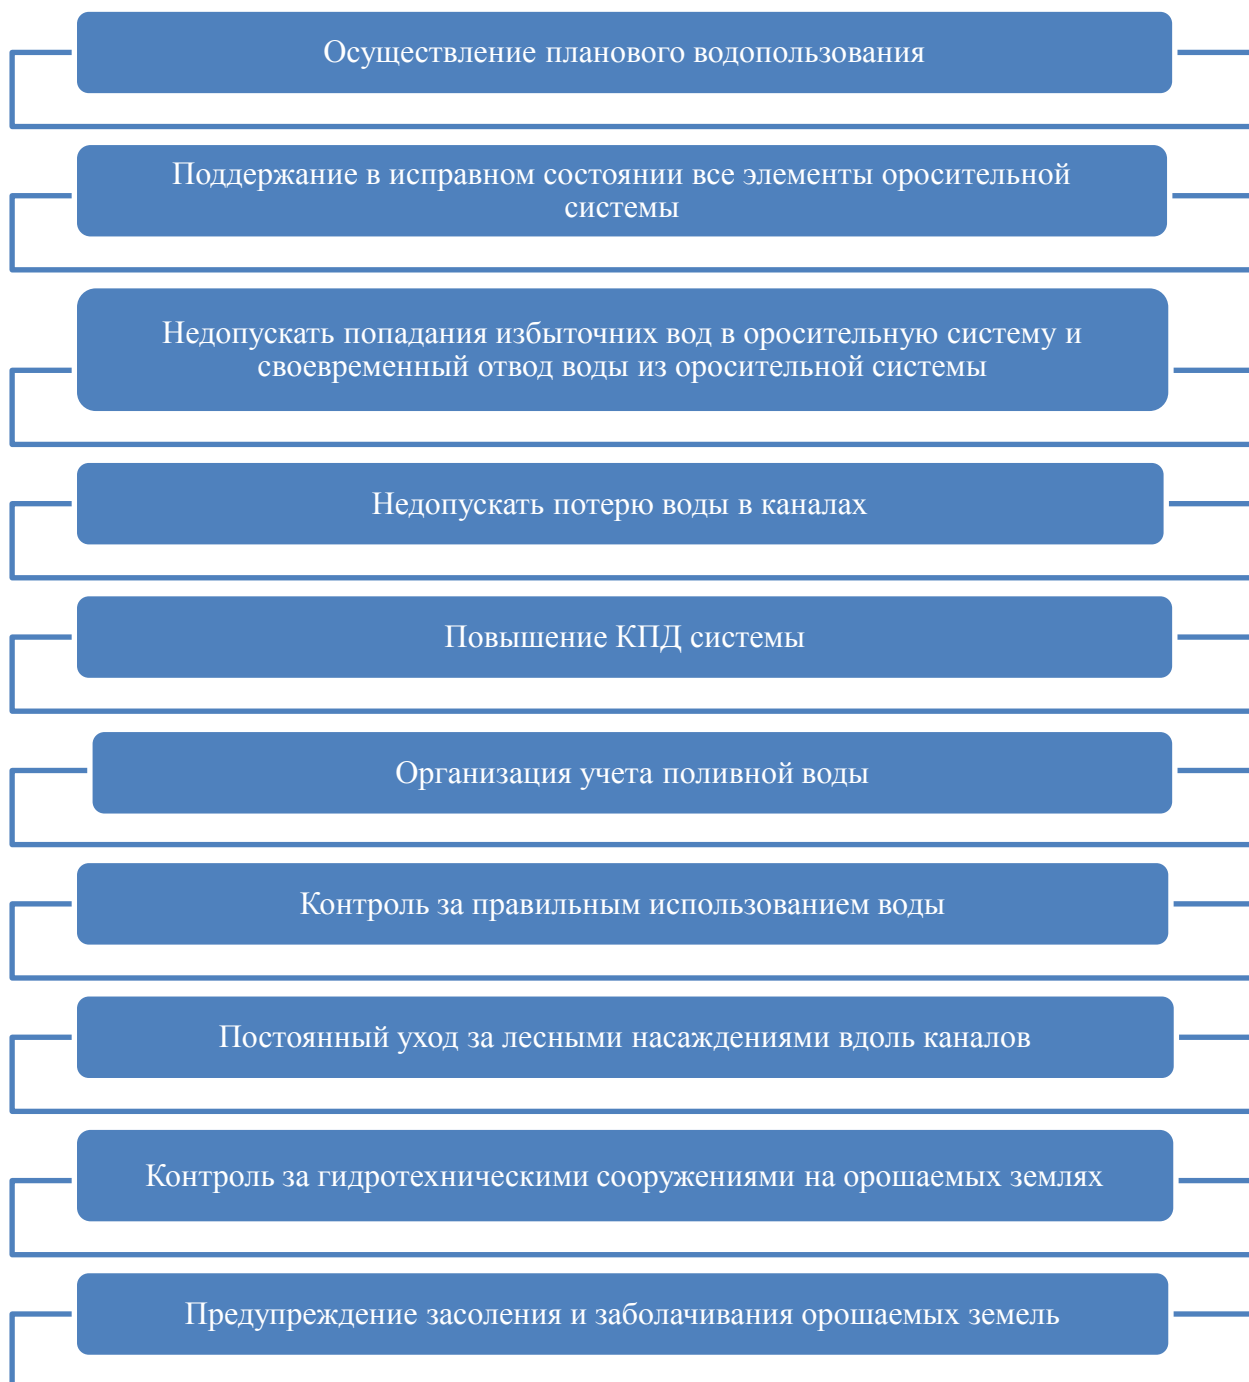 Осуществление планового водопользования
Поддержание в исправном состоянии все элементы оросительной
системы
Недопускать попадания избыточних вод в оросительную систему и
своевременный отвод воды из оросительной системы
Недопускать потерю воды в каналах
Повышение КПД системы
Организация учета поливной воды
Контроль за правильным использованием воды
Постоянный уход за лесными насаждениями вдоль каналов
Контроль за гидротехническими сооружениями на орошаемых землях
Предупреждение засоления и заболачивания орошаемых земель